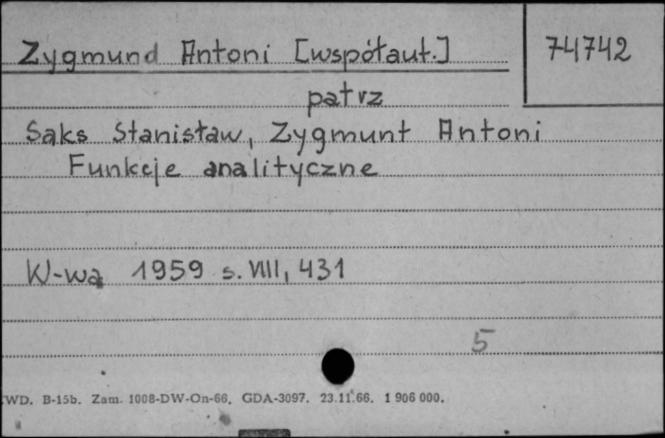 Zygmund Antoni [współaut.]
74742
patrz
Saks Stanisław, Zygmunt Antoni
Funkcje analityczne
W-wa 1959 s. VIII, 431
5
WD. B-15b. Zam. 1008-DW-On-66. GDA-3097. 23.11.66. 1 906 000.